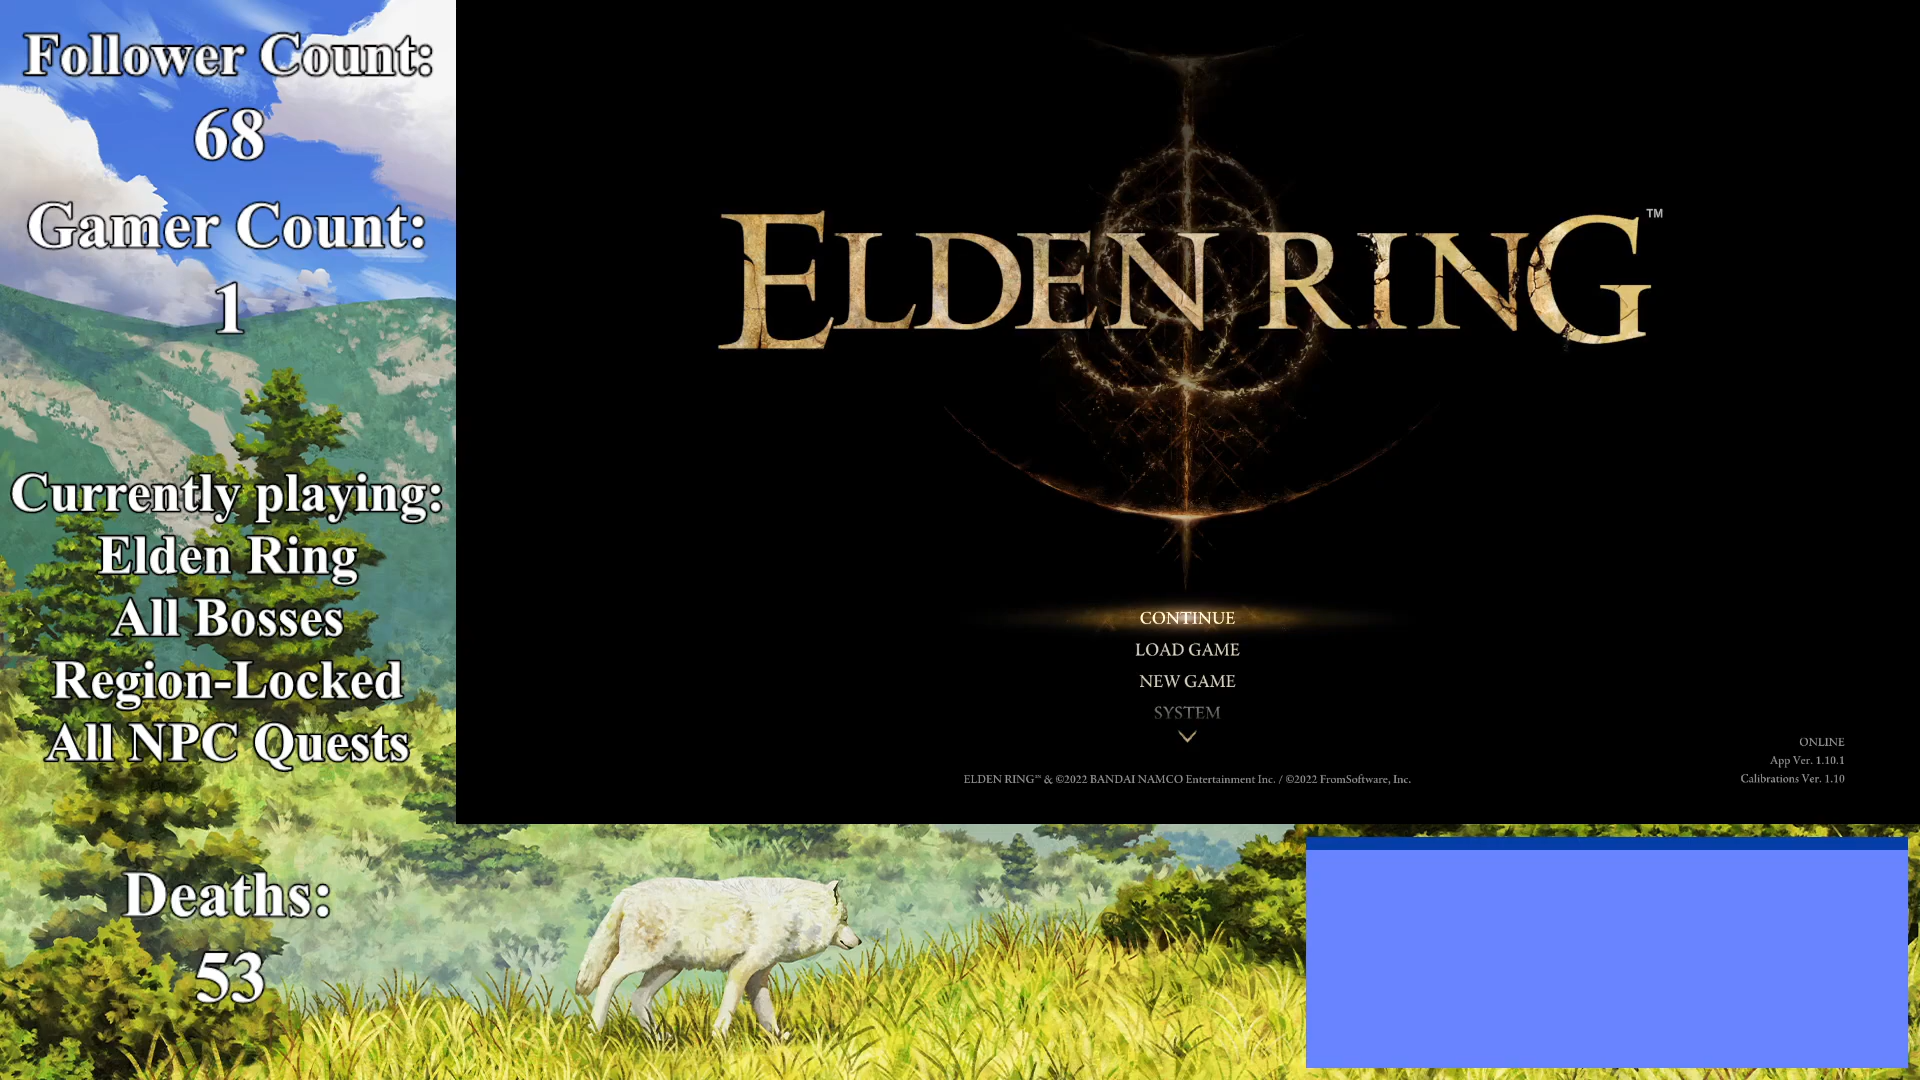 Follower Count:
68
Gamer Count:
1
Currently playing:
Elden Ring
All Bosses
Region-Locked
All NPC Quests
Deaths:
53
ELDEN RING™
CONTINUE
LOAD GAME
NEW GAME
SYSTEM
ELDEN RING™ & ©2022 BANDAI NAMCO Entertainment Inc. / ©2022 FromSoftware, Inc.
ONLINE
App Ver. 1.10.1
Calibrations Ver. 1.10